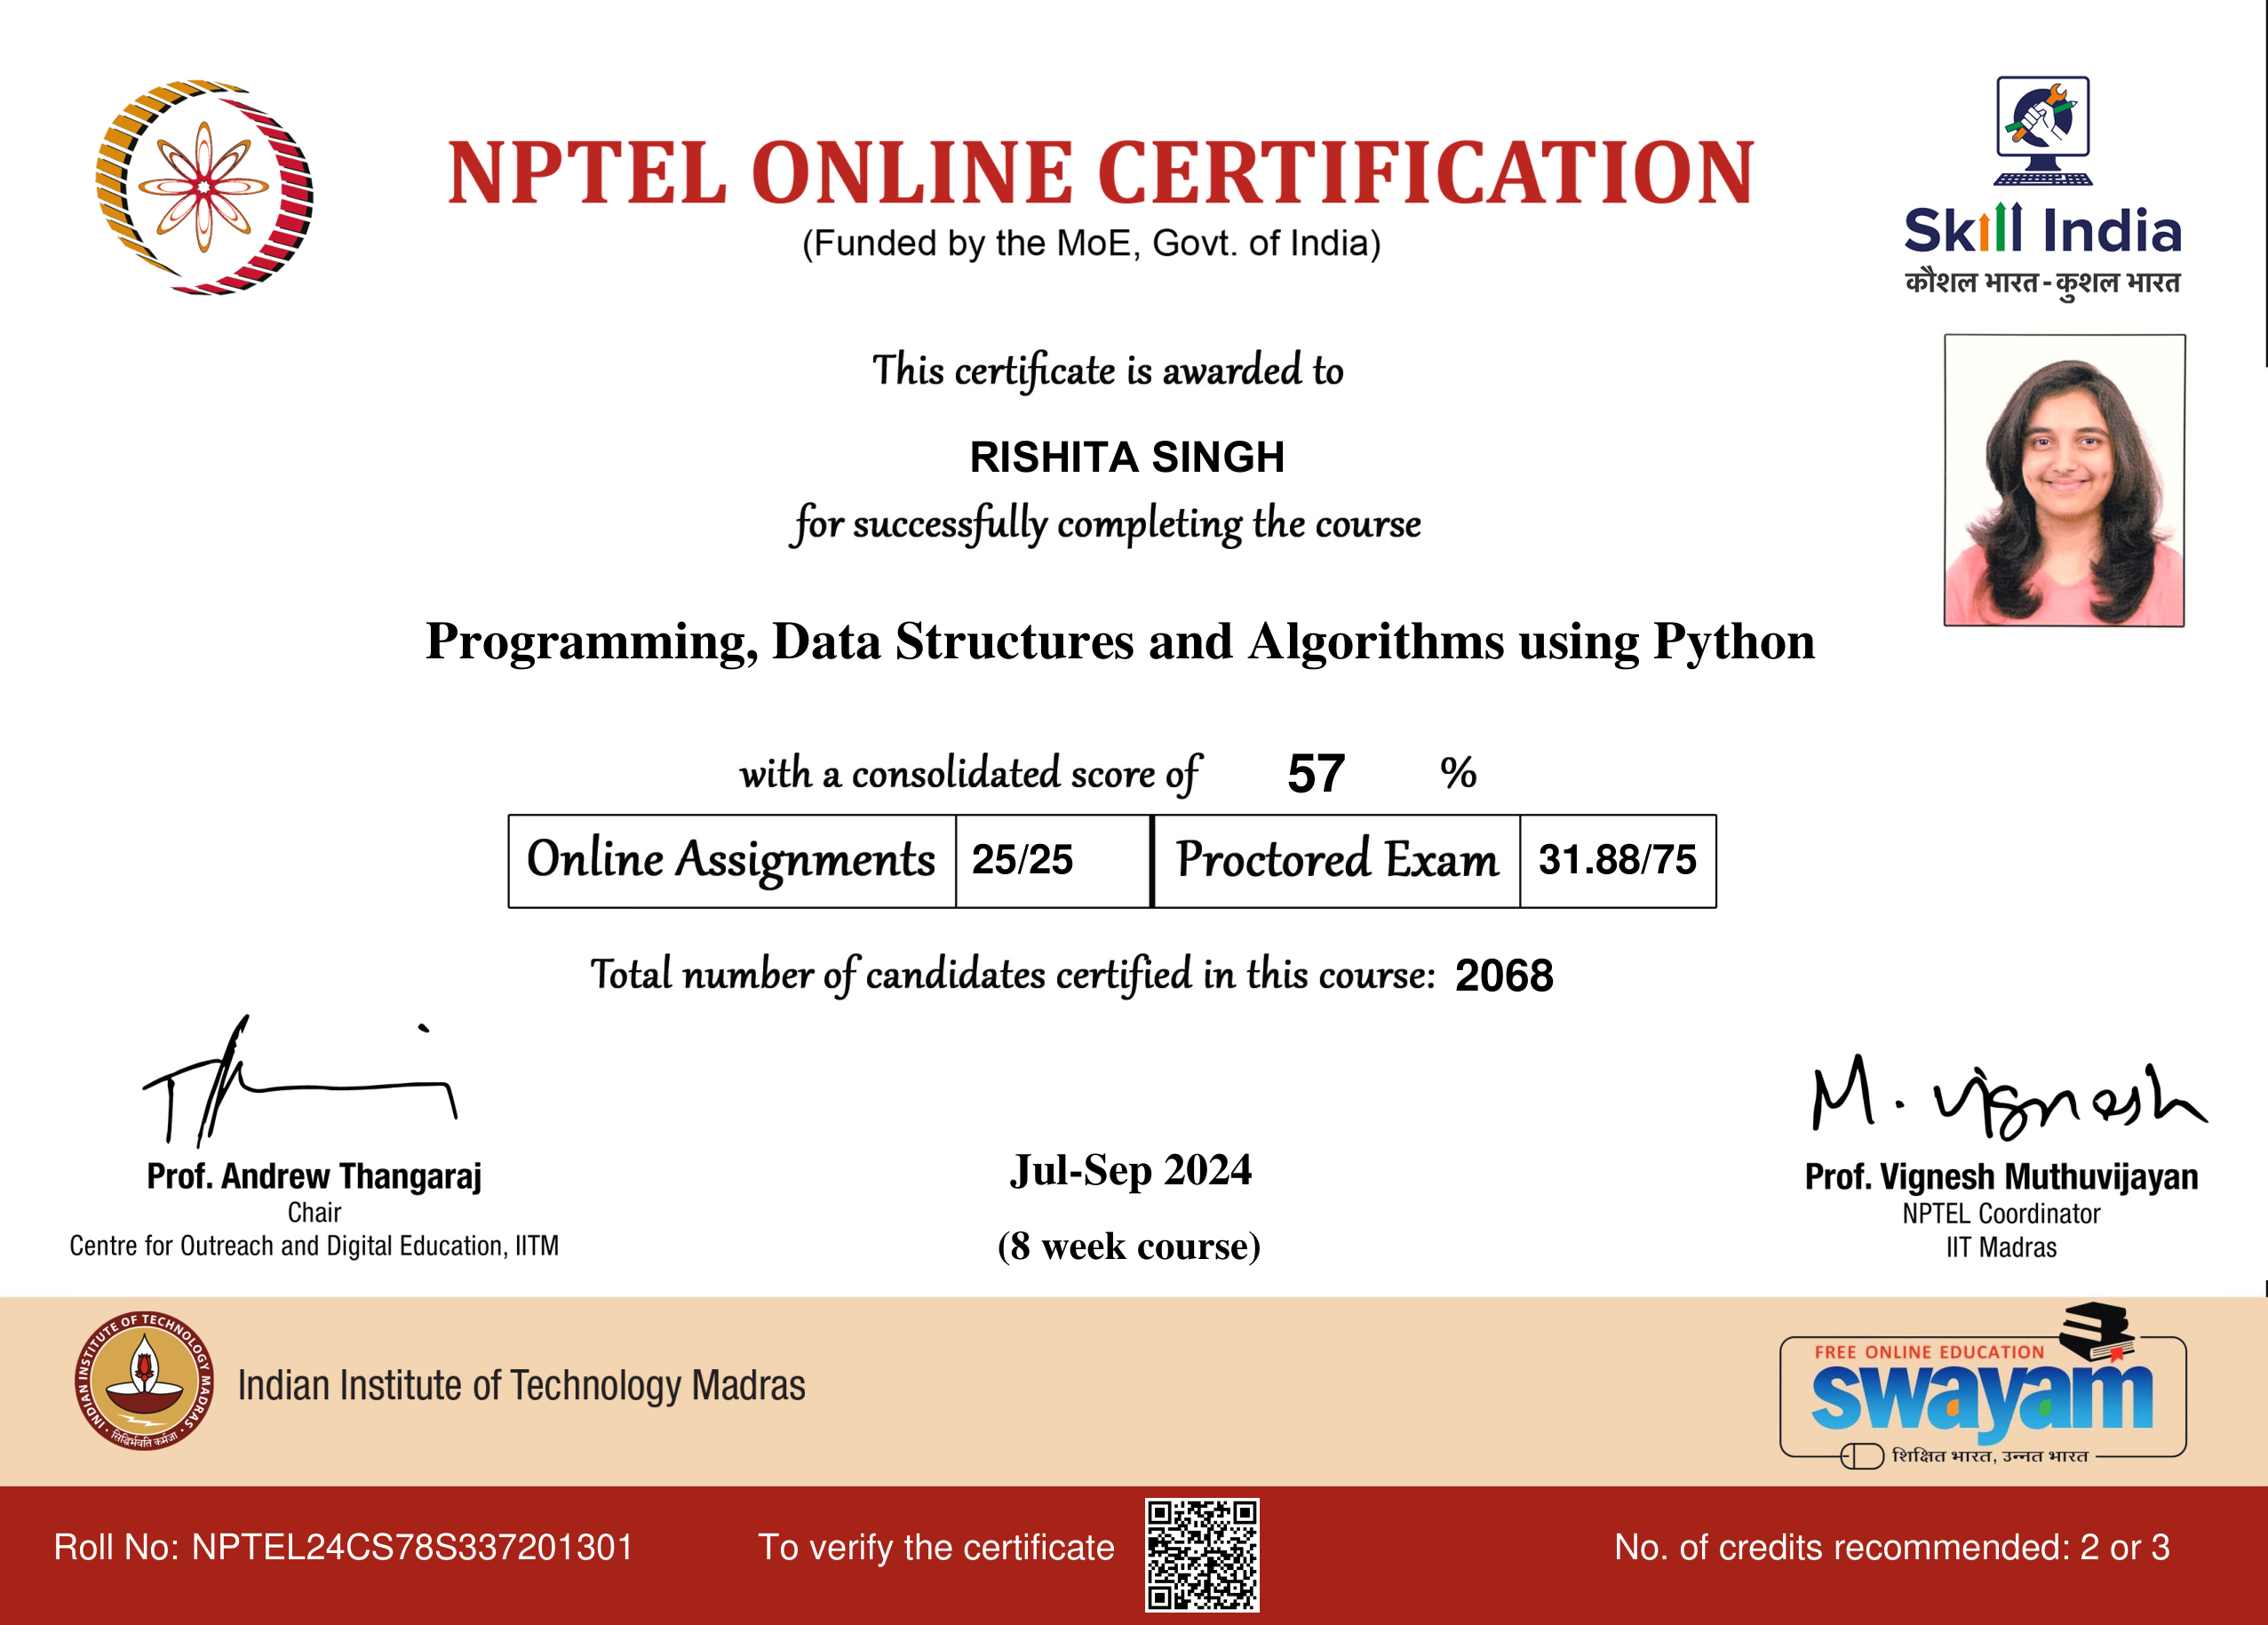 NPTEL ONLINE CERTIFICATION
(Funded by the MoE, Govt. of India)
Skill India
कौशल भारत - कुशल भारत
This certificate is awarded to
RISHITA SINGH
for successfully completing the course
Programming, Data Structures and Algorithms using Python
with a consolidated score of 57 %
Online Assignments 25/25 Proctored Exam 31.88/75
Total number of candidates certified in this course: 2068
M. Vignesh
Prof. Andrew Thangaraj
Chair
Centre for Outreach and Digital Education, IITM
Jul-Sep 2024
(8 week course)
Prof. Vignesh Muthuvijayan
NPTEL Coordinator
IIT Madras
INDIAN INSTITUTE OF TECHNOLOGY MADRAS
सिद्धिर्भवति कर्मजा
Indian Institute of Technology Madras
FREE ONLINE EDUCATION
swayam
शिक्षित भारत, उन्नत भारत
Roll No: NPTEL24CS78S337201301
To verify the certificate
No. of credits recommended: 2 or 3